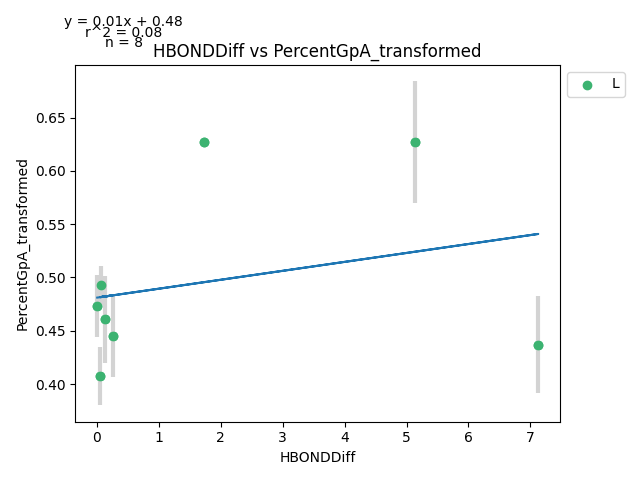 y = 0.01x + 0.48
r^2 = 0.08
n = 8
HBONDDiff vs PercentGpA_transformed
L
PercentGpA_transformed
0.65
0.60
0.55
0.50
0.45
0.40
0 1 2 3 4 5 6 7
HBONDDiff